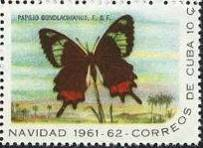 PAPILIO GUNDLACHIANUS, F. & F.
NAVIDAD 1961-62-CORREOS DE CUBA 10 C